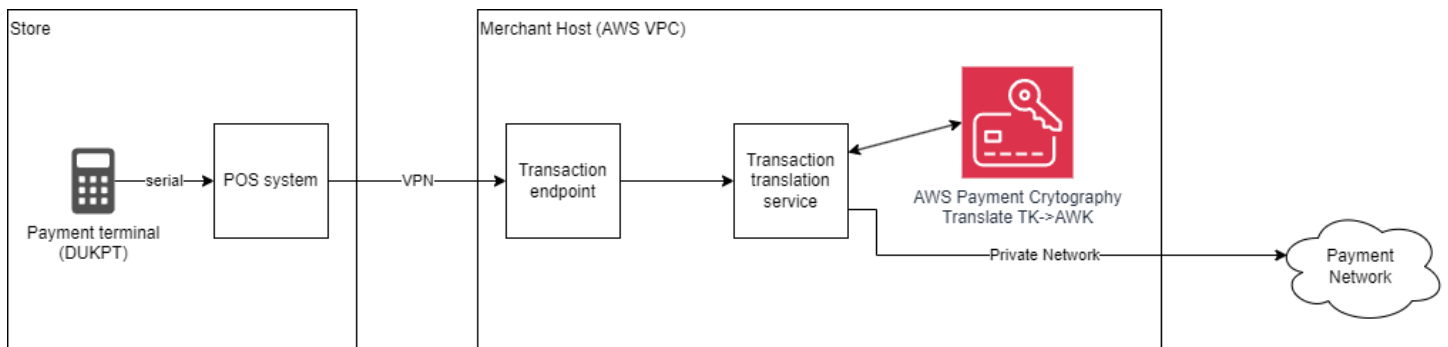 Store
Merchant Host (AWS VPC)
Payment terminal
(DUKPT)
serial
POS system
VPN
Transaction
endpoint
Transaction
translation
service
AWS Payment Crytography
Translate TK->AWK
Private Network
Payment
Network